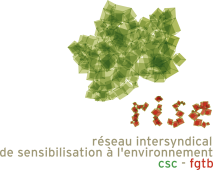 rise
réseau intersyndical
de sensibilisation à l'environnement
csc - fgtb